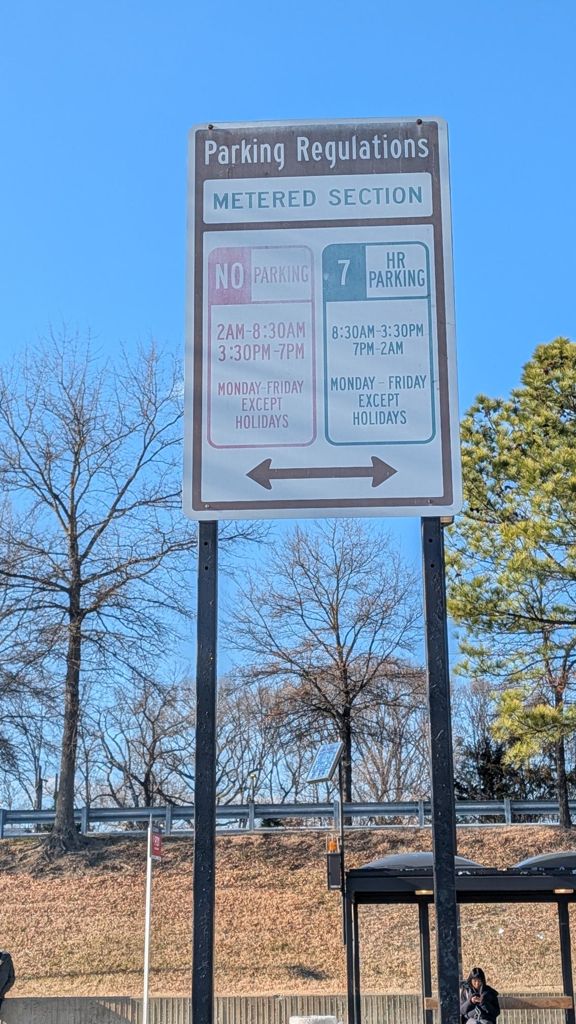 Parking Regulations
METERED SECTION
NO PARKING
2AM-8:30AM
3:30PM-7PM
MONDAY-FRIDAY
EXCEPT
HOLIDAYS
7 HR
PARKING
8:30AM-3:30PM
7PM-2AM
MONDAY - FRIDAY
EXCEPT
HOLIDAYS